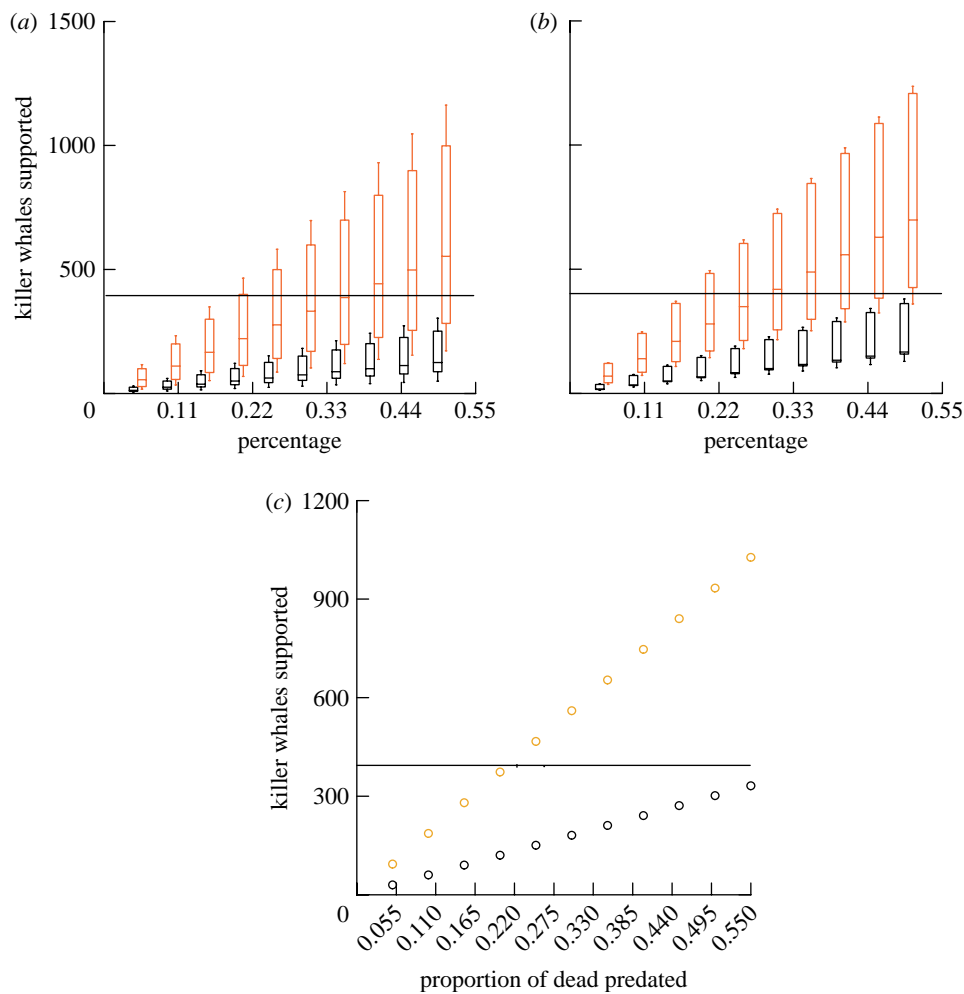 (a)
1500
1000
500
0
killer whales supported
0.11 0.22 0.33 0.44 0.55
percentage
(b)
0.11 0.22 0.33 0.44 0.55
percentage
(c)
1200
900
600
300
0
killer whales supported
0.055 0.110 0.165 0.220 0.275 0.330 0.385 0.440 0.495 0.550
proportion of dead predated